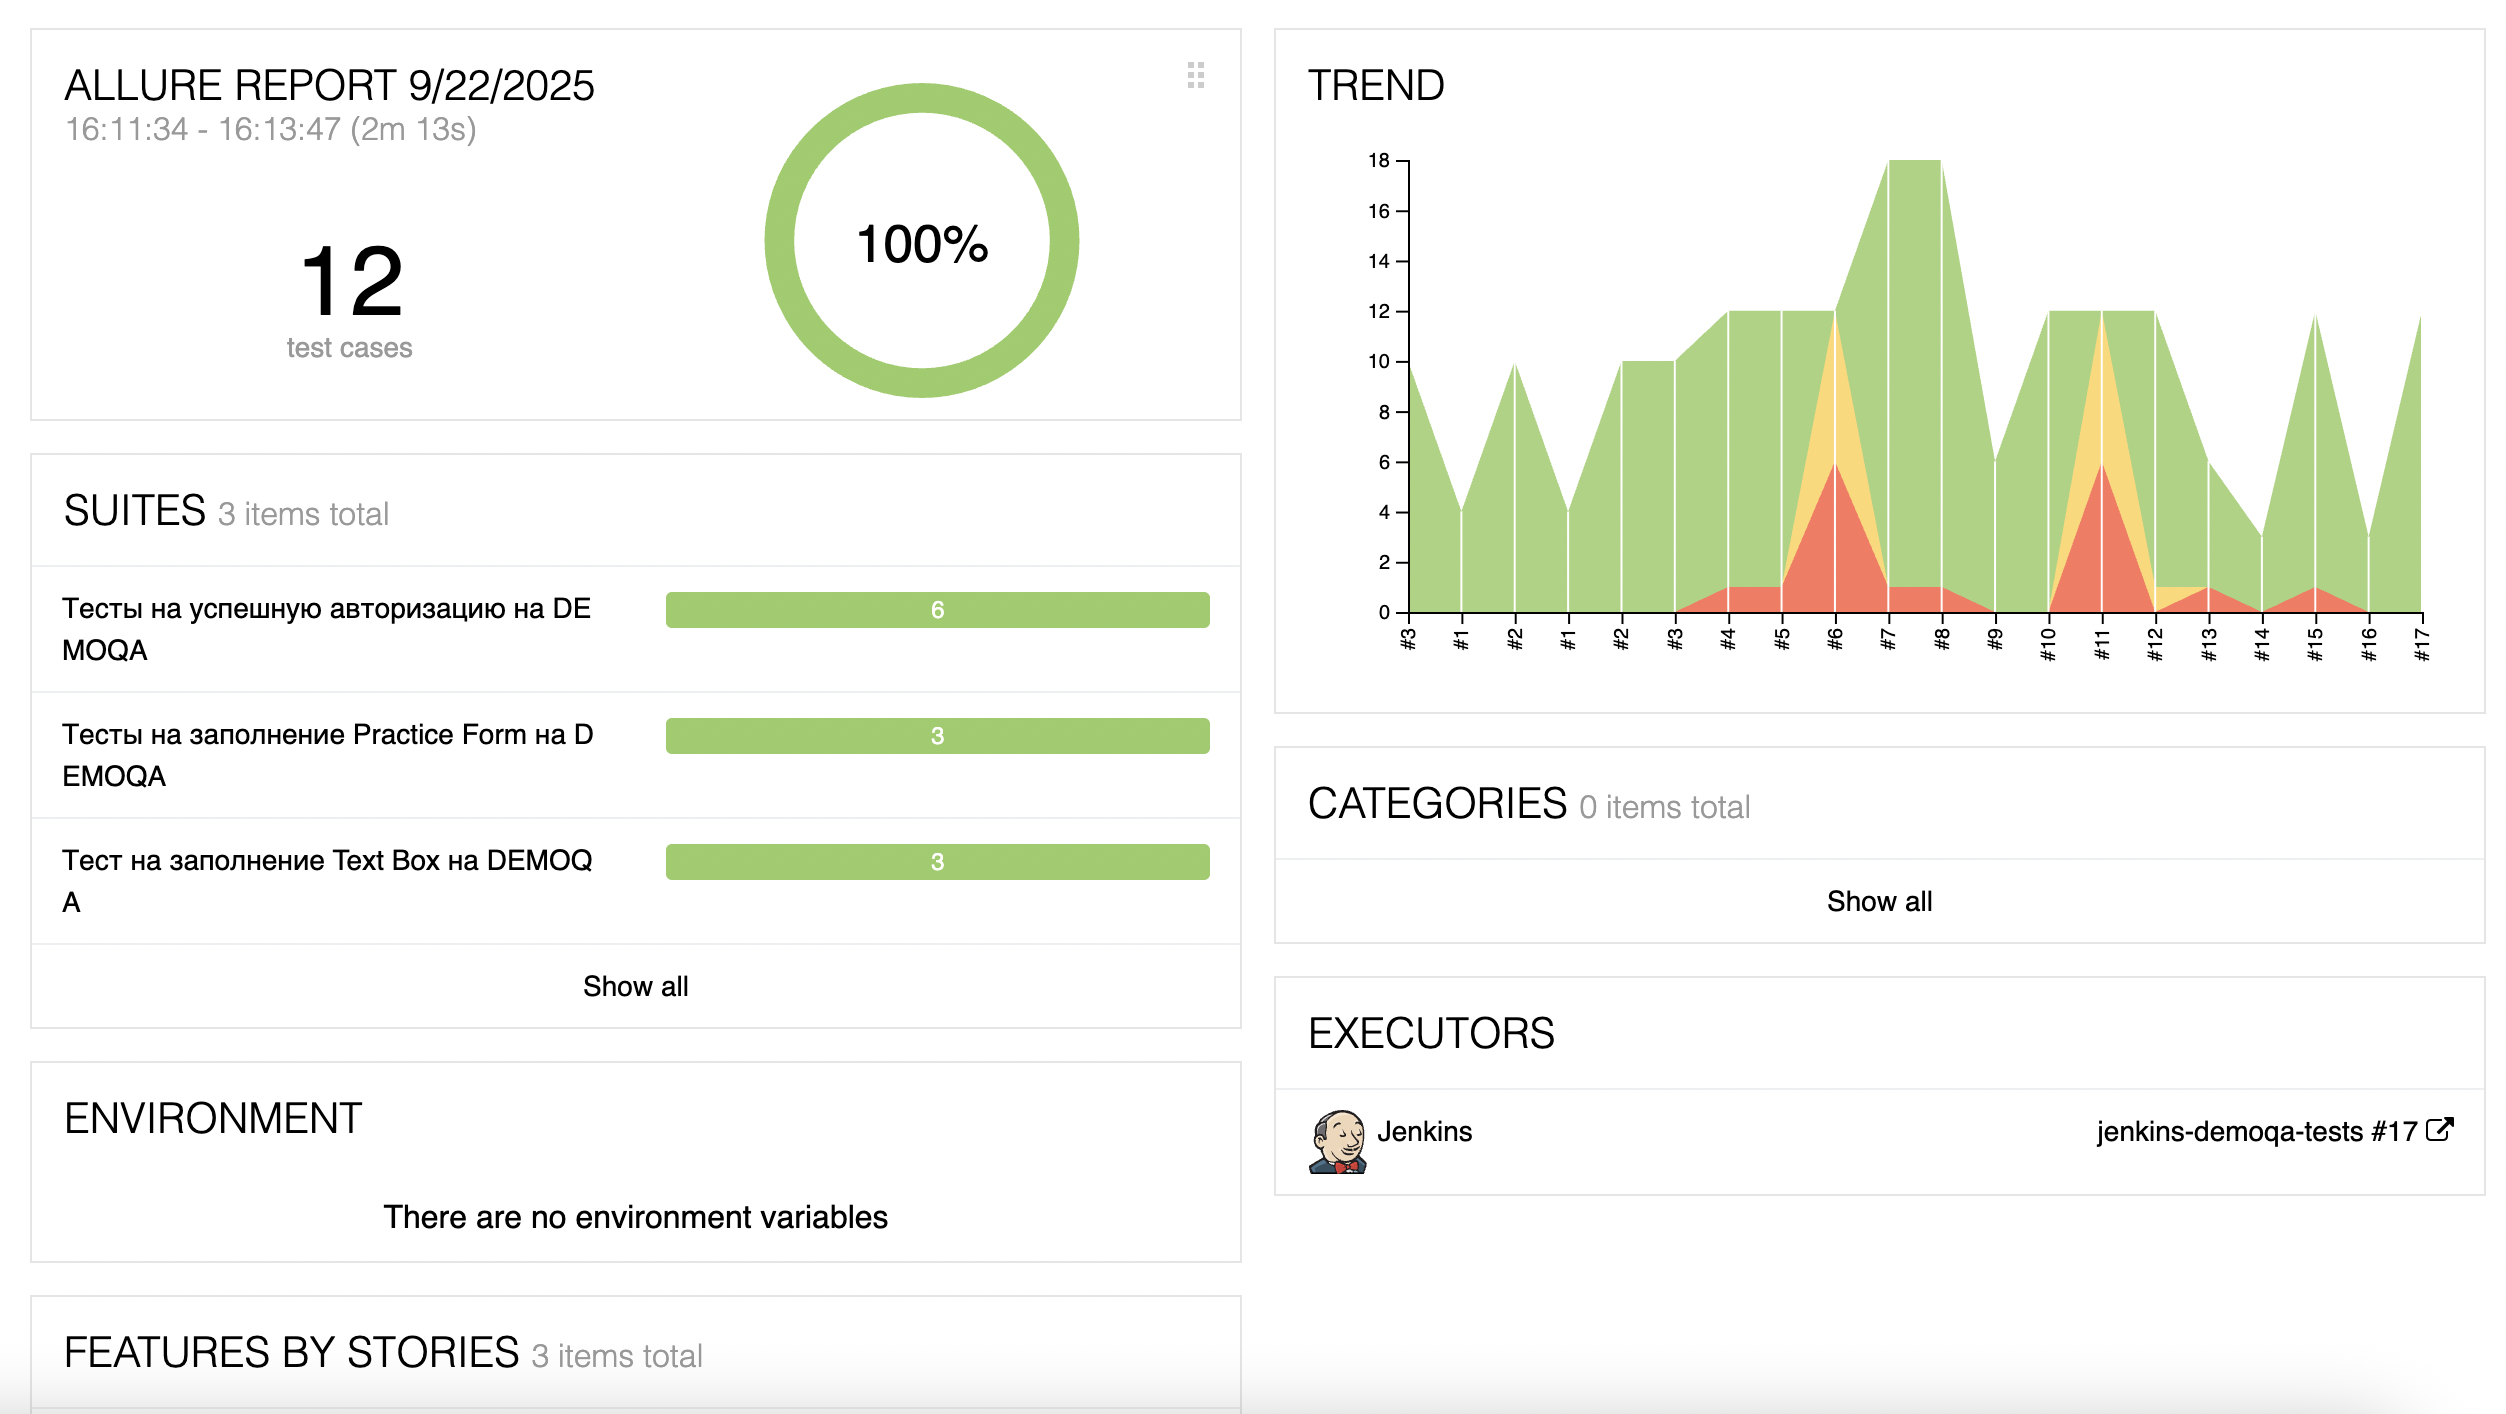 ALLURE REPORT 9/22/2025
16:11:34 - 16:13:47 (2m 13s)
12
test cases
100%
SUITES 3 items total
Тесты на успешную авторизацию на DE
MOQA
6
Тесты на заполнение Practice Form на D
EMOQA
3
Тест на заполнение Text Box на DEMOQ
A
3
Show all
ENVIRONMENT
There are no environment variables
FEATURES BY STORIES 3 items total
TREND
18
16
14
12
10
8
6
4
2
0
#3
#1
#2
#1
#2
#3
#4
#5
#6
#7
#8
#9
#10
#11
#12
#13
#14
#15
#16
#17
CATEGORIES 0 items total
Show all
EXECUTORS
Jenkins
jenkins-demoqa-tests #17